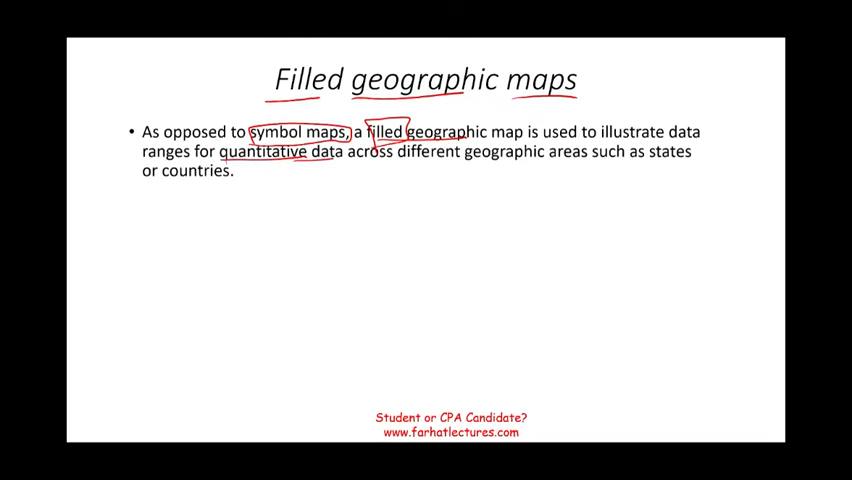 Filled geographic maps
• As opposed to symbol maps, a filled geographic map is used to illustrate data
ranges for quantitative data across different geographic areas such as states
or countries.
Student or CPA Candidate?
www.farhatlectures.com